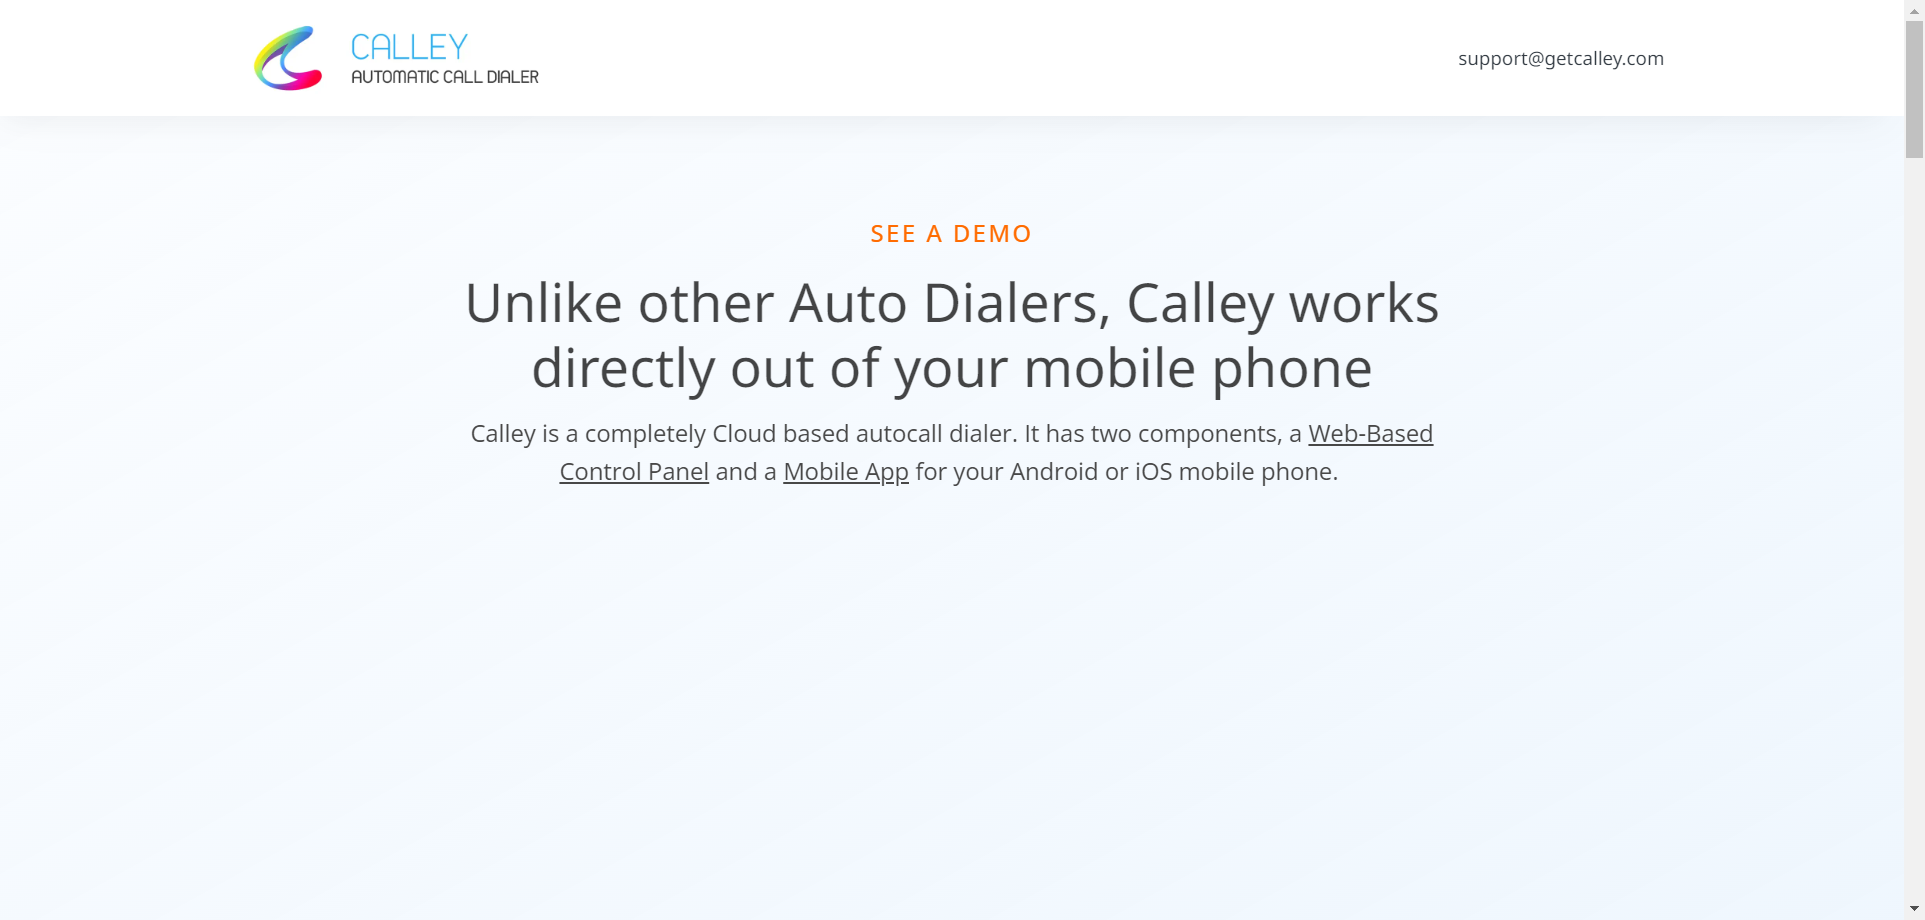 CALLEY
AUTOMATIC CALL DIALER
support@getcalley.com
SEE A DEMO
Unlike other Auto Dialers, Calley works
directly out of your mobile phone
Calley is a completely Cloud based autocall dialer. It has two components, a Web-Based
Control Panel and a Mobile App for your Android or iOS mobile phone.